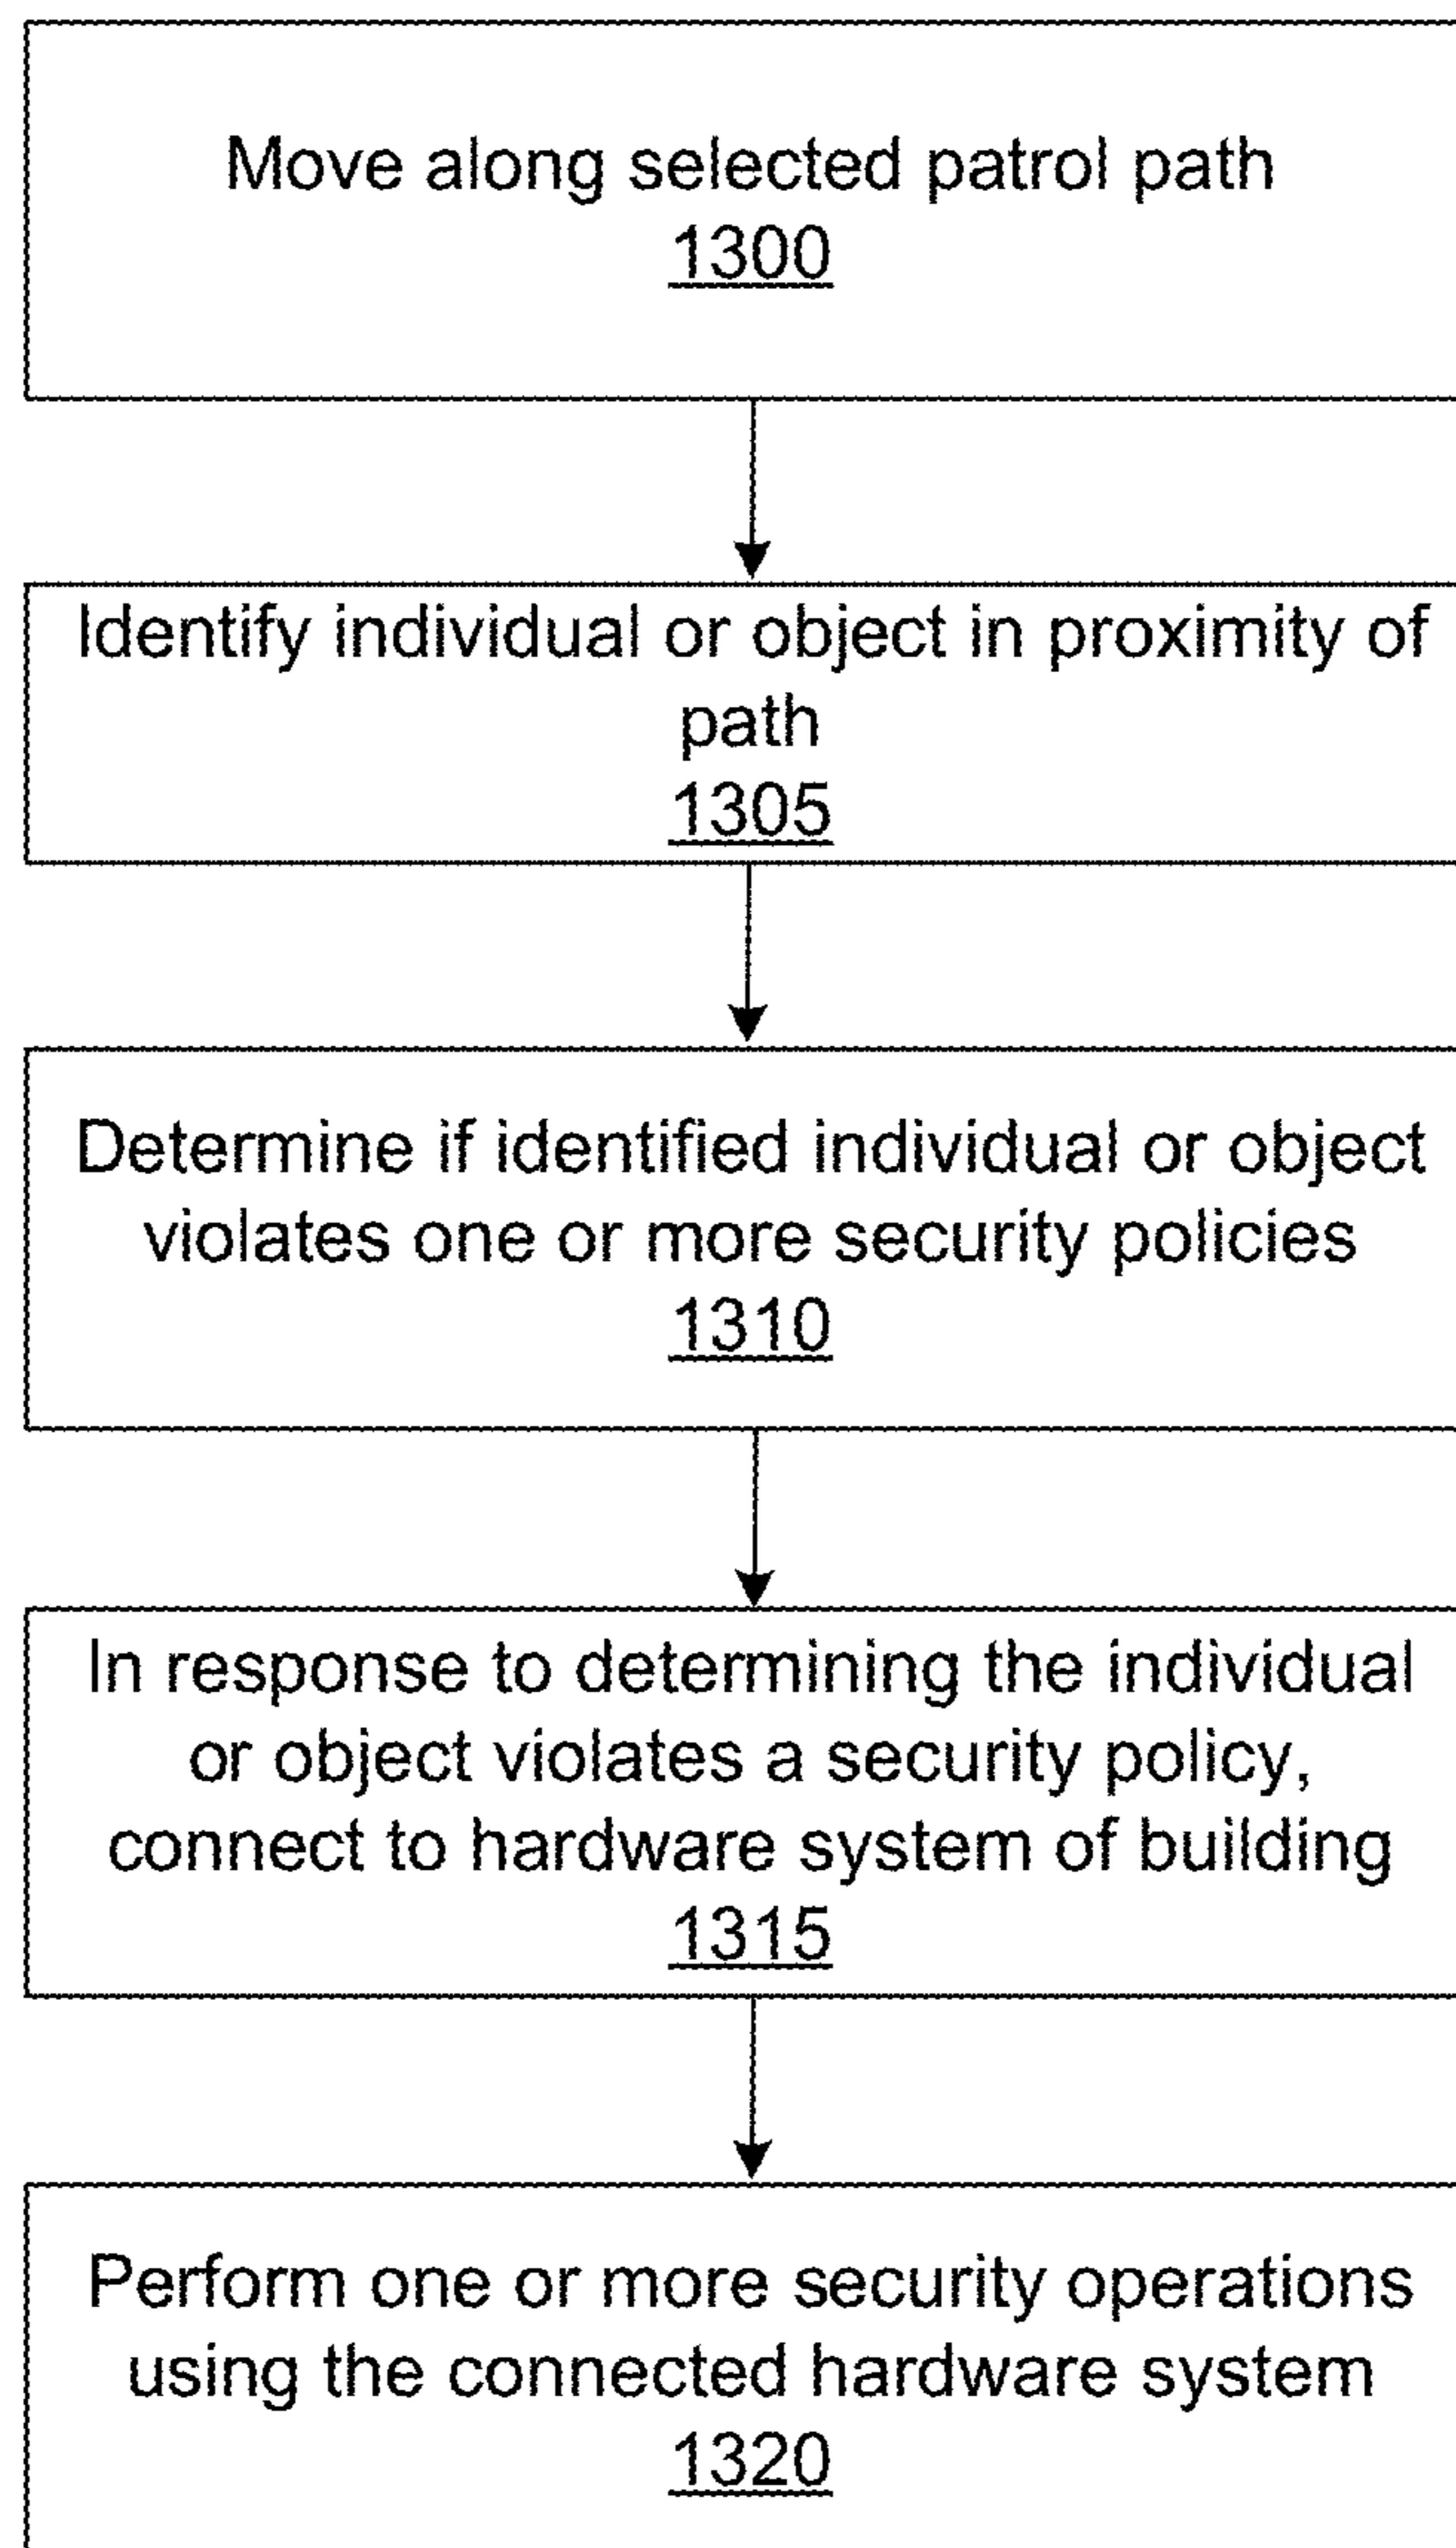 Move along selected patrol path
1300
Identify individual or object in proximity of
path
1305
Determine if identified individual or object
violates one or more security policies
1310
In response to determining the individual
or object violates a security policy,
connect to hardware system of building
1315
Perform one or more security operations
using the connected hardware system
1320